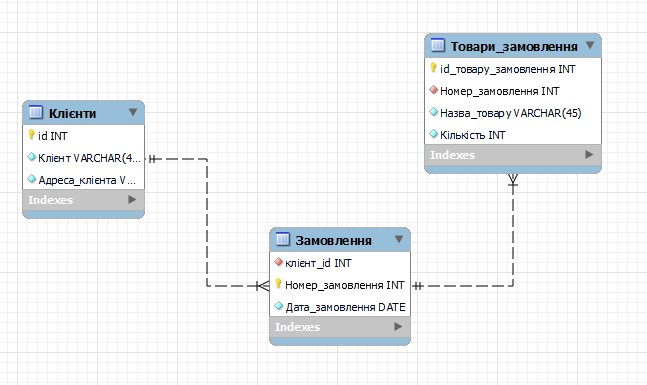 Товари_замовлення
id_товару_замовлення INT
Номер_замовлення INT
Назва_товару VARCHAR(45)
Кількість INT
Indexes
Клієнти
id INT
Клієнт VARCHAR(4...
Адреса_клієнта V...
Indexes
Замовлення
клієнт_id INT
Номер_замовлення INT
Дата_замовлення DATE
Indexes